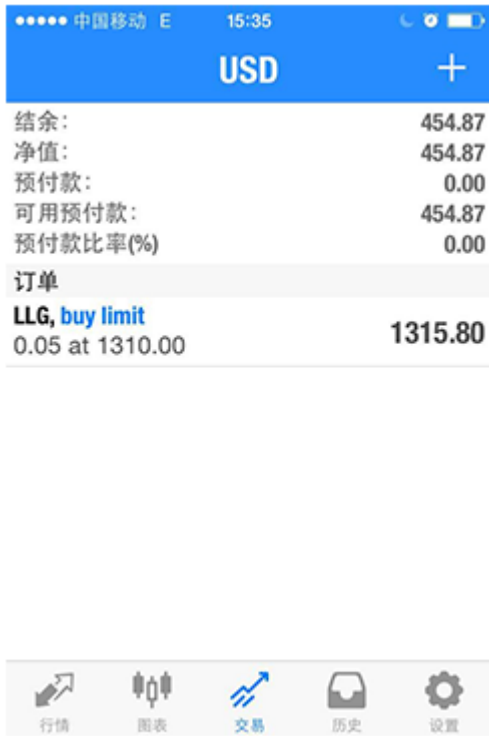 中国移动 E 15:35
USD
结余: 454.87
净值: 454.87
预付款: 0.00
可用预付款: 454.87
预付款比率(%) 0.00
订单
LLG, buy limit
0.05 at 1310.00 1315.80
行情 图表 交易 历史 设置